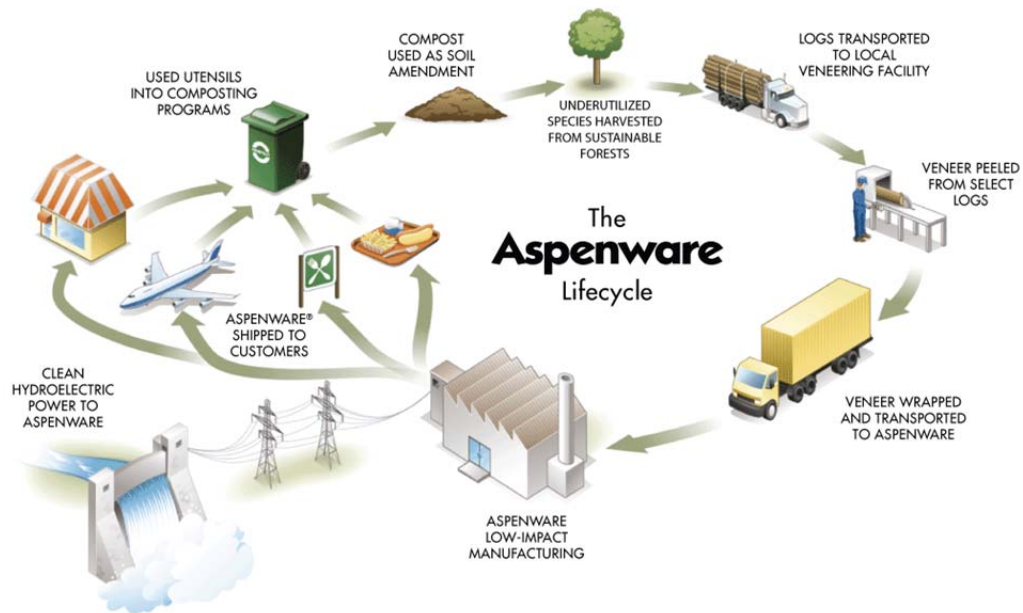 COMPOST
USED AS SOIL
AMENDMENT
LOGS TRANSPORTED
TO LOCAL
VENEERING FACILITY
USED UTENSILS
INTO COMPOSTING
PROGRAMS
UNDERUTILIZED
SPECIES HARVESTED
FROM SUSTAINABLE
FORESTS
VENEER PEELED
FROM SELECT
LOGS
The
Aspenware
Lifecycle
ASPENWARE®
SHIPPED TO
CUSTOMERS
CLEAN
HYDROELECTRIC
POWER TO
ASPENWARE
VENEER WRAPPED
AND TRANSPORTED
TO ASPENWARE
ASPENWARE
LOW-IMPACT
MANUFACTURING